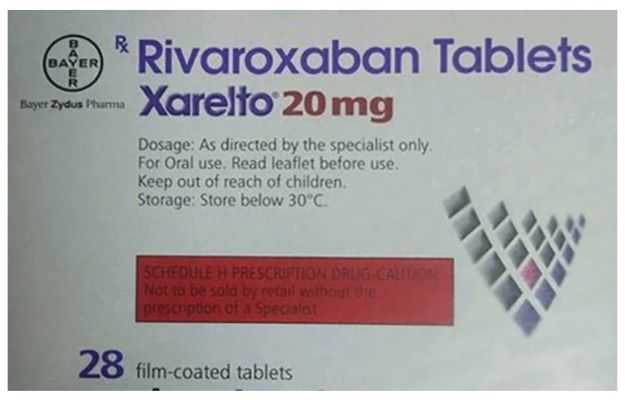 BAYER
BAYER
Bayer Zydus Pharma
Rx Rivaroxaban Tablets
Xarelto® 20 mg
Dosage: As directed by the specialist only.
For Oral use. Read leaflet before use.
Keep out of reach of children.
Storage: Store below 30°C.
SCHEDULE H PRESCRIPTION DRUG-CAUTION
Not to be sold by retail without the
prescription of a Specialist
28 film-coated tablets